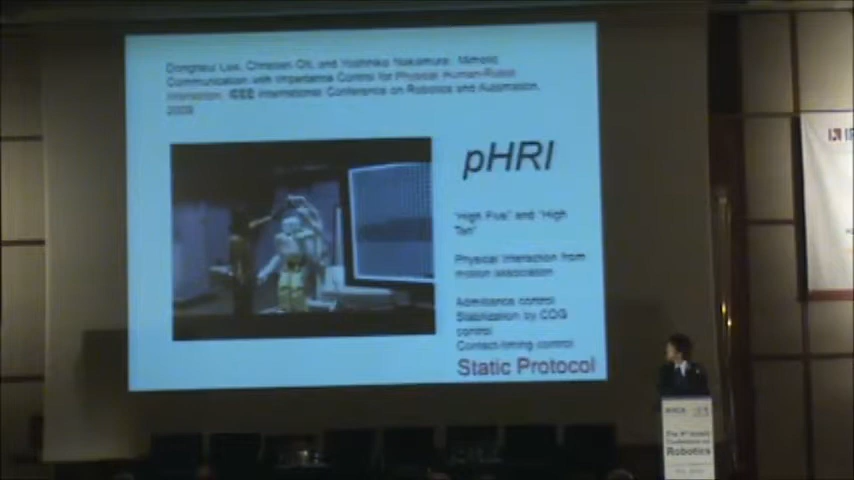 Dongheui Lee, Christian Ott, and Yoshihiko Nakamura. Mimetic
Communication with Impedance Control for Physical Human-Robot
Interaction. IEEE International Conference on Robotics and Automation,
2009
pHRI
"High Five" and "High
Ten"
Physical interaction from
motion association
Admittance control
Stabilization by COG
control
Contact-timing control
Static Protocol
Conference on
Robotics